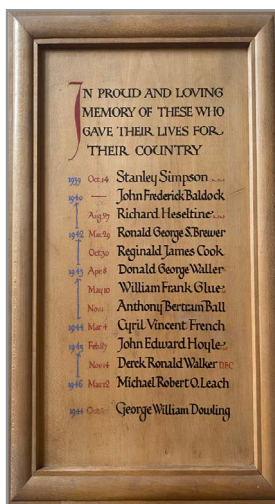 IN PROUD AND LOVING
MEMORY OF THESE WHO
GAVE THEIR LIVES FOR
THEIR COUNTRY
1939 Oct 14 Stanley Simpson
1940 — John Frederick Baldock
Aug 27 Richard Heseltine
1942 Mar 29 Ronald George S. Brewer
Oct 30 Reginald James Cook
1943 Apr 8 Donald George Waller
May 10 William Frank Glue
Nov 1 Anthony Bertram Ball
1944 Mar 4 Cyril Vincent French
1945 Feb 27 John Edward Hoyle
Nov 14 Derek Ronald Walker DFC
1946 Mar 12 Michael Robert O. Leach
1944 George William Dowling